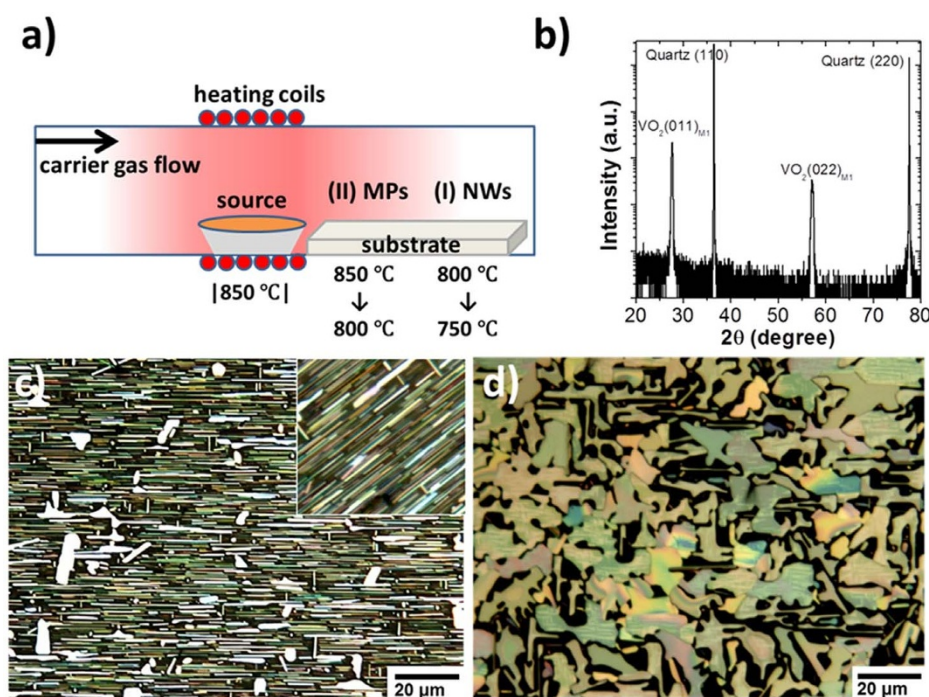 a)
heating coils
carrier gas flow
source
(II) MPs
(I) NWs
substrate
|850 ℃|
850 ℃
↓
800 ℃
800 ℃
↓
750 ℃
b)
Intensity (a.u.)
Quartz (110)
Quartz (220)
VO₂(011)M1
VO₂(022)M1
20 30 40 50 60 70 80
2θ (degree)
c)
20 μm
d)
20 μm